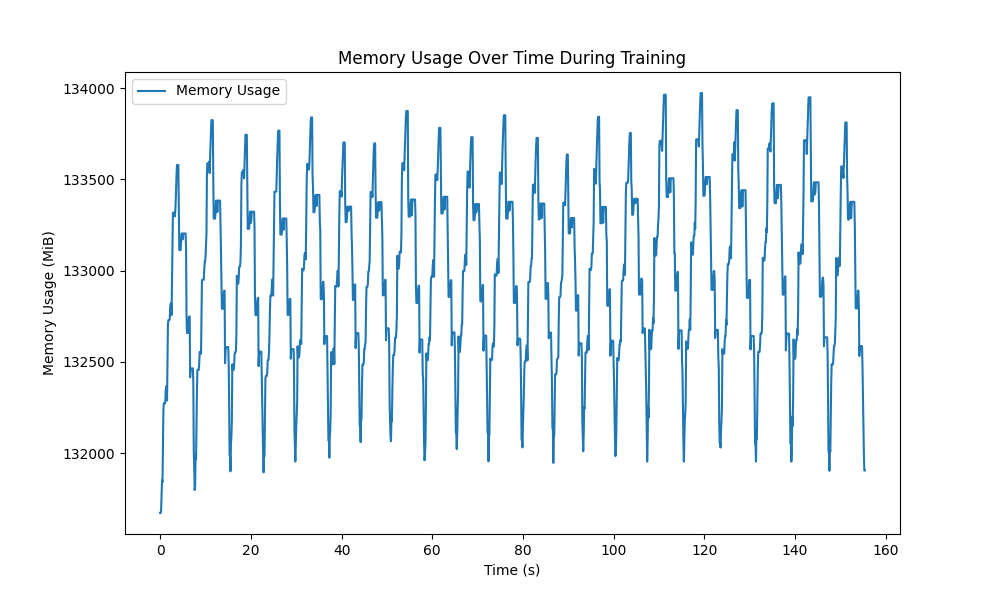 Memory Usage Over Time During Training
Memory Usage
134000
133500
133000
132500
132000
Memory Usage (MiB)
0 20 40 60 80 100 120 140 160
Time (s)